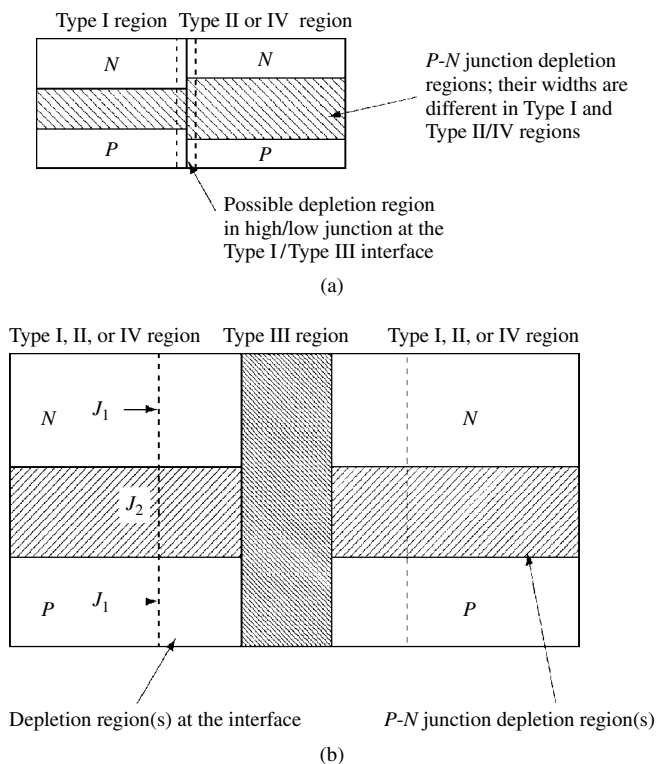 Type I region
Type II or IV region
N
N
P
P
P-N junction depletion
regions; their widths are
different in Type I and
Type II/IV regions
Possible depletion region
in high/low junction at the
Type I/Type III interface
(a)
Type I, II, or IV region
Type III region
Type I, II, or IV region
N
J1
N
J2
P
J1
P
Depletion region(s) at the interface
P-N junction depletion region(s)
(b)